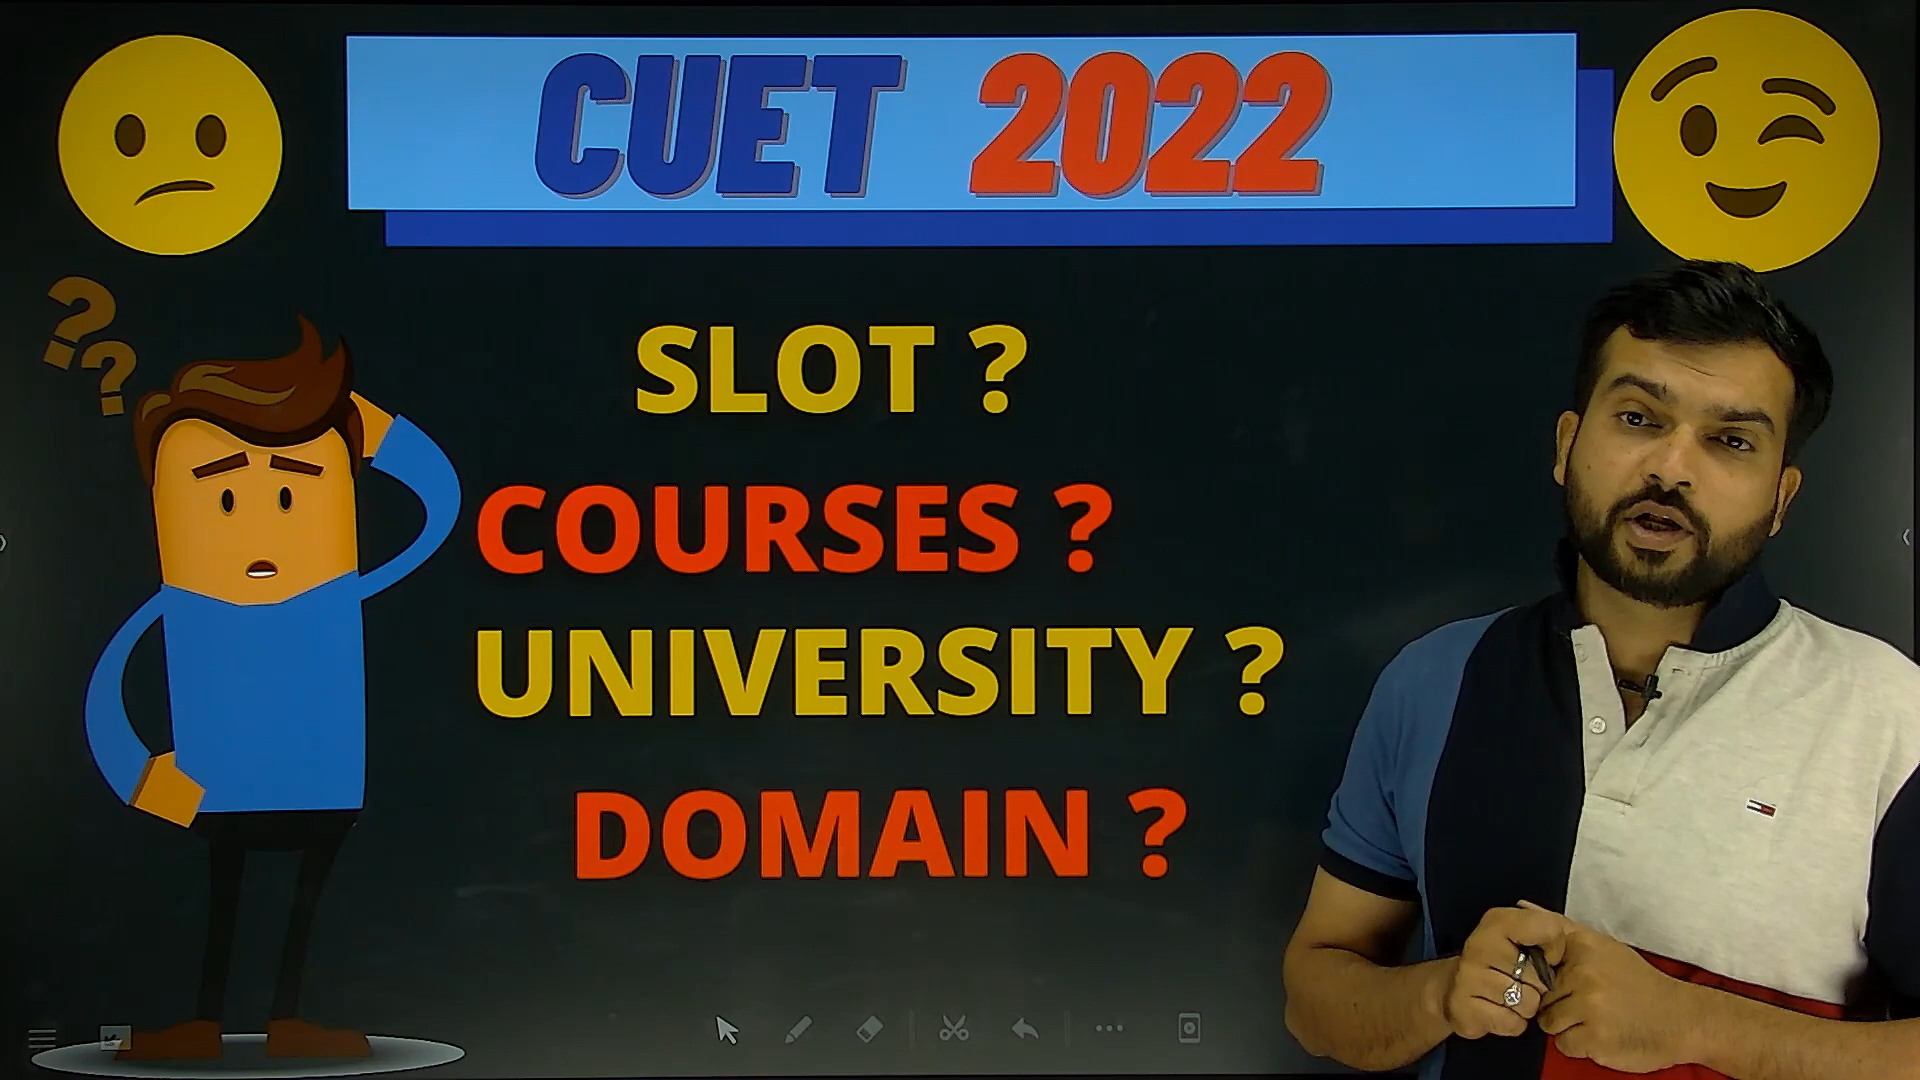 CUET 2022
? ?
SLOT ?
COURSES ?
UNIVERSITY ?
DOMAIN ?